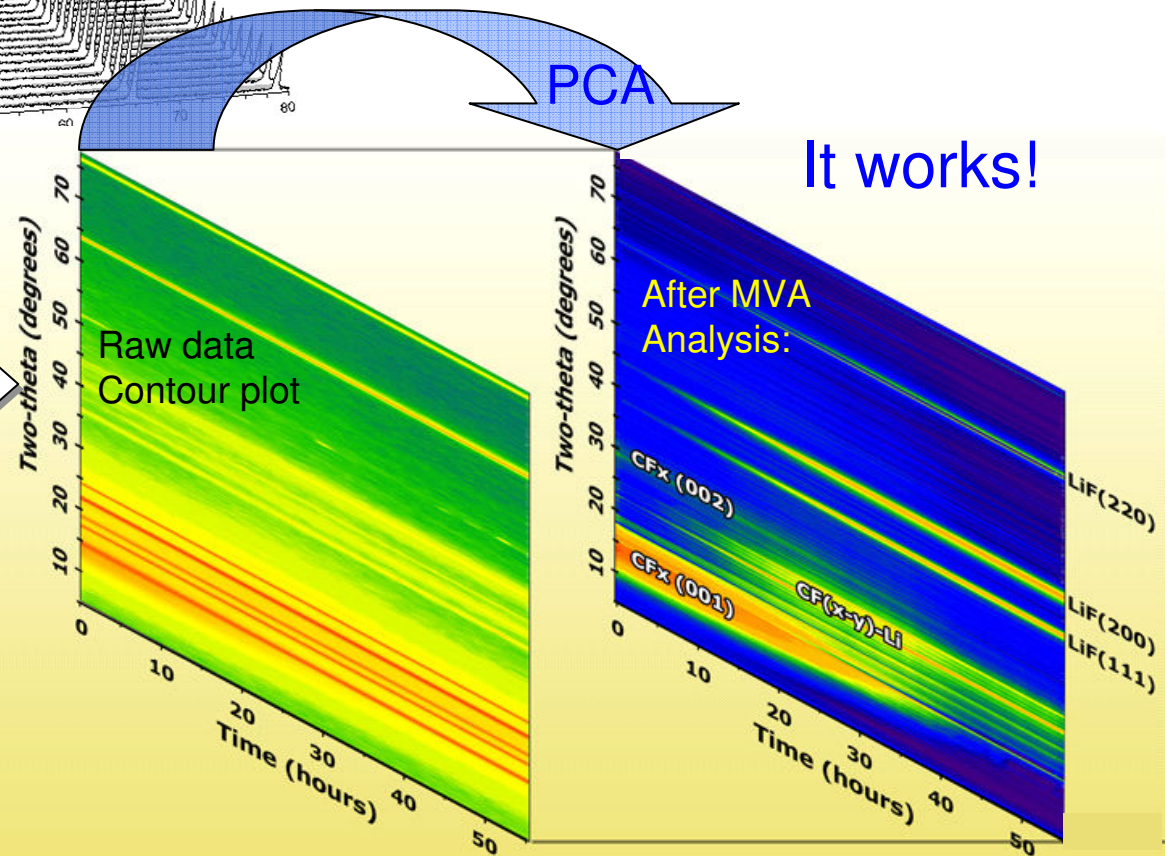 60
70
80
PCA
It works!
Two-theta (degrees)
70
60
50
40
30
20
10
Raw data
Contour plot
0
10
20
30
40
50
Time (hours)
Two-theta (degrees)
70
60
50
40
30
20
10
After MVA
Analysis:
CFx (002)
CFx (001)
CF(x-y)-Li
LiF(220)
LiF(200)
LiF(111)
0
10
20
30
40
50
Time (hours)